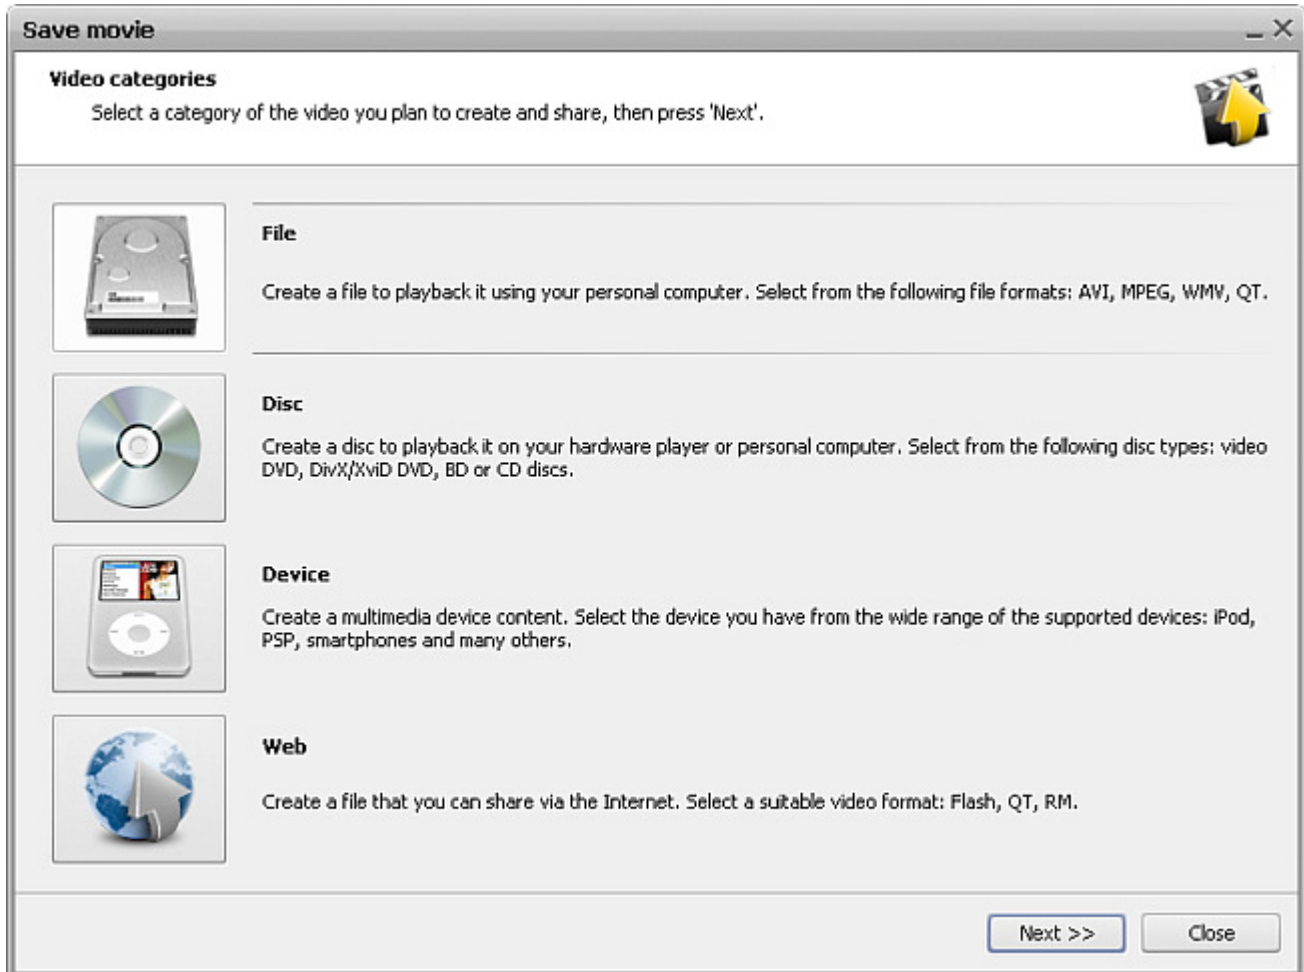 Save movie
Video categories
Select a category of the video you plan to create and share, then press 'Next'.
File
Create a file to playback it using your personal computer. Select from the following file formats: AVI, MPEG, WMV, QT.
Disc
Create a disc to playback it on your hardware player or personal computer. Select from the following disc types: video
DVD, DivX/XviD DVD, BD or CD discs.
Device
Create a multimedia device content. Select the device you have from the wide range of the supported devices: iPod,
PSP, smartphones and many others.
Web
Create a file that you can share via the Internet. Select a suitable video format: Flash, QT, RM.
Next >>
Close